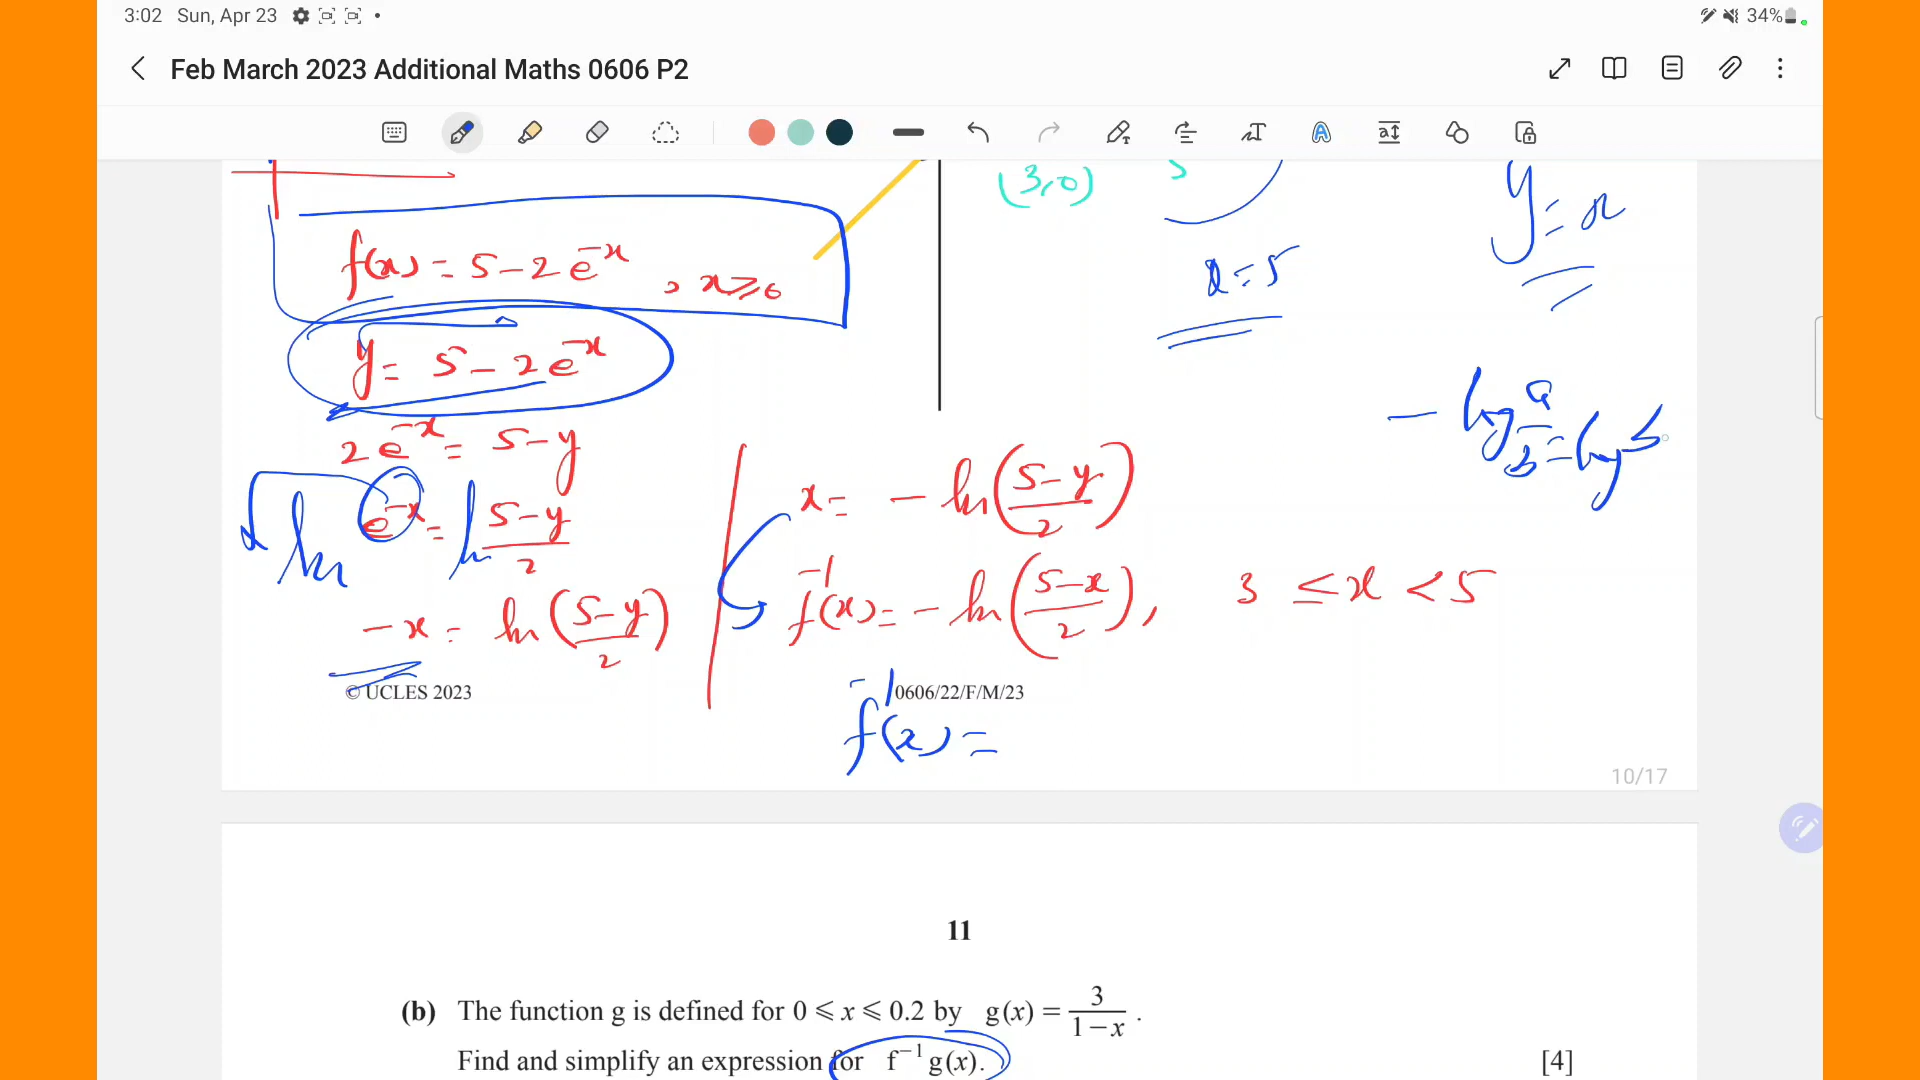 3:02 Sun, Apr 23
34%
Feb March 2023 Additional Maths 0606 P2
(3,0)
5
y = x
f(x) = 5 - 2e^-x , x ≥ 0
x = 5
y = 5 - 2e^-x
2e^-x = 5 - y
- log a/b = log b
ln e^-x = ln (5-y)/2
-x = ln((5-y)/2)
x = - ln((5-y)/2)
f^-1(x) = - ln((5-x)/2), 3 ≤ x < 5
© UCLES 2023
0606/22/F/M/23
f^-1(x) =
10/17
11
(b) The function g is defined for 0 ⩽ x ⩽ 0.2 by g(x) = 3/(1-x) .
Find and simplify an expression for f^-1 g(x). [4]